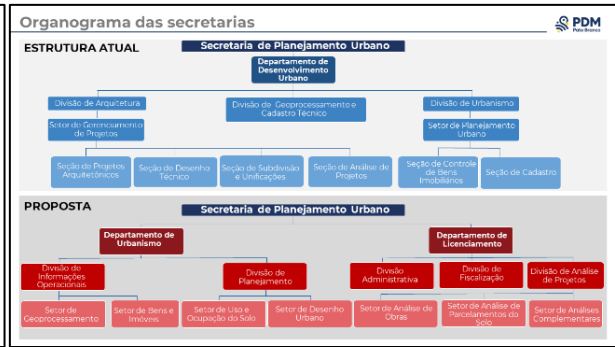 Organograma das secretarias
PDM
Pato Branco
ESTRUTURA ATUAL
Secretaria de Planejamento Urbano
Departamento de
Desenvolvimento
Urbano
Divisão de Arquitetura
Divisão de Geoprocessamento e
Cadastro Técnico
Divisão de Urbanismo
Setor de Gerenciamento
de Projetos
Setor de Planejamento
Urbano
Seção de Projetos
Arquitetônicos
Seção de Desenho
Técnico
Seção de Subdivisão
e Unificações
Seção de Análise de
Projetos
Seção de Controle
de Bens
Imobiliários
Seção de Cadastro
PROPOSTA
Secretaria de Planejamento Urbano
Departamento de
Urbanismo
Departamento de
Licenciamento
Divisão de
Informações
Operacionais
Divisão de
Planejamento
Divisão
Administrativa
Divisão de
Fiscalização
Divisão de Análise
de Projetos
Setor de
Geoprocessamento
Setor de Bens e
Imóveis
Setor de Uso e
Ocupação do Solo
Setor de Desenho
Urbano
Setor de Análise de
Obras
Setor de Análise de
Parcelamentos do
Solo
Setor de Análises
Complementares